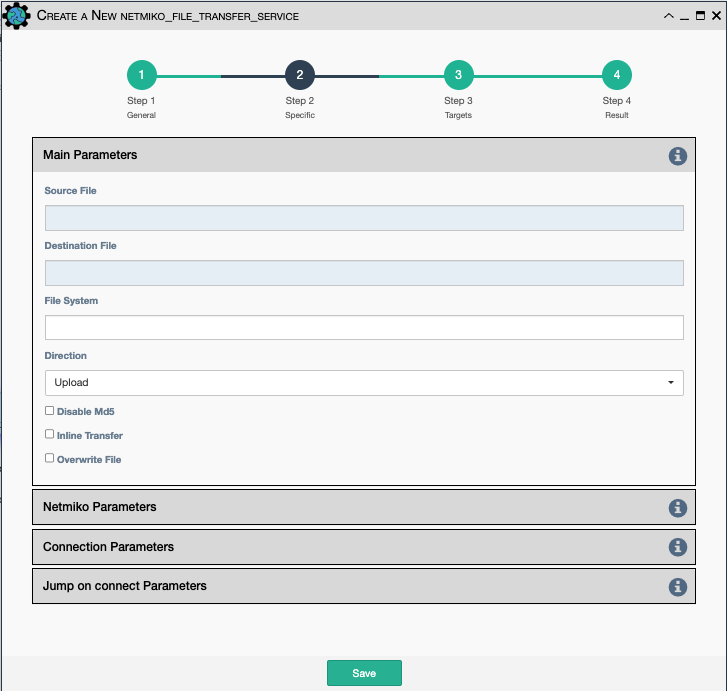 Create a New netmiko_file_transfer_service
1 2 3 4
Step 1 Step 2 Step 3 Step 4
General Specific Targets Result
Main Parameters
Source File
Destination File
File System
Direction
Upload
Disable Md5
Inline Transfer
Overwrite File
Netmiko Parameters
Connection Parameters
Jump on connect Parameters
Save